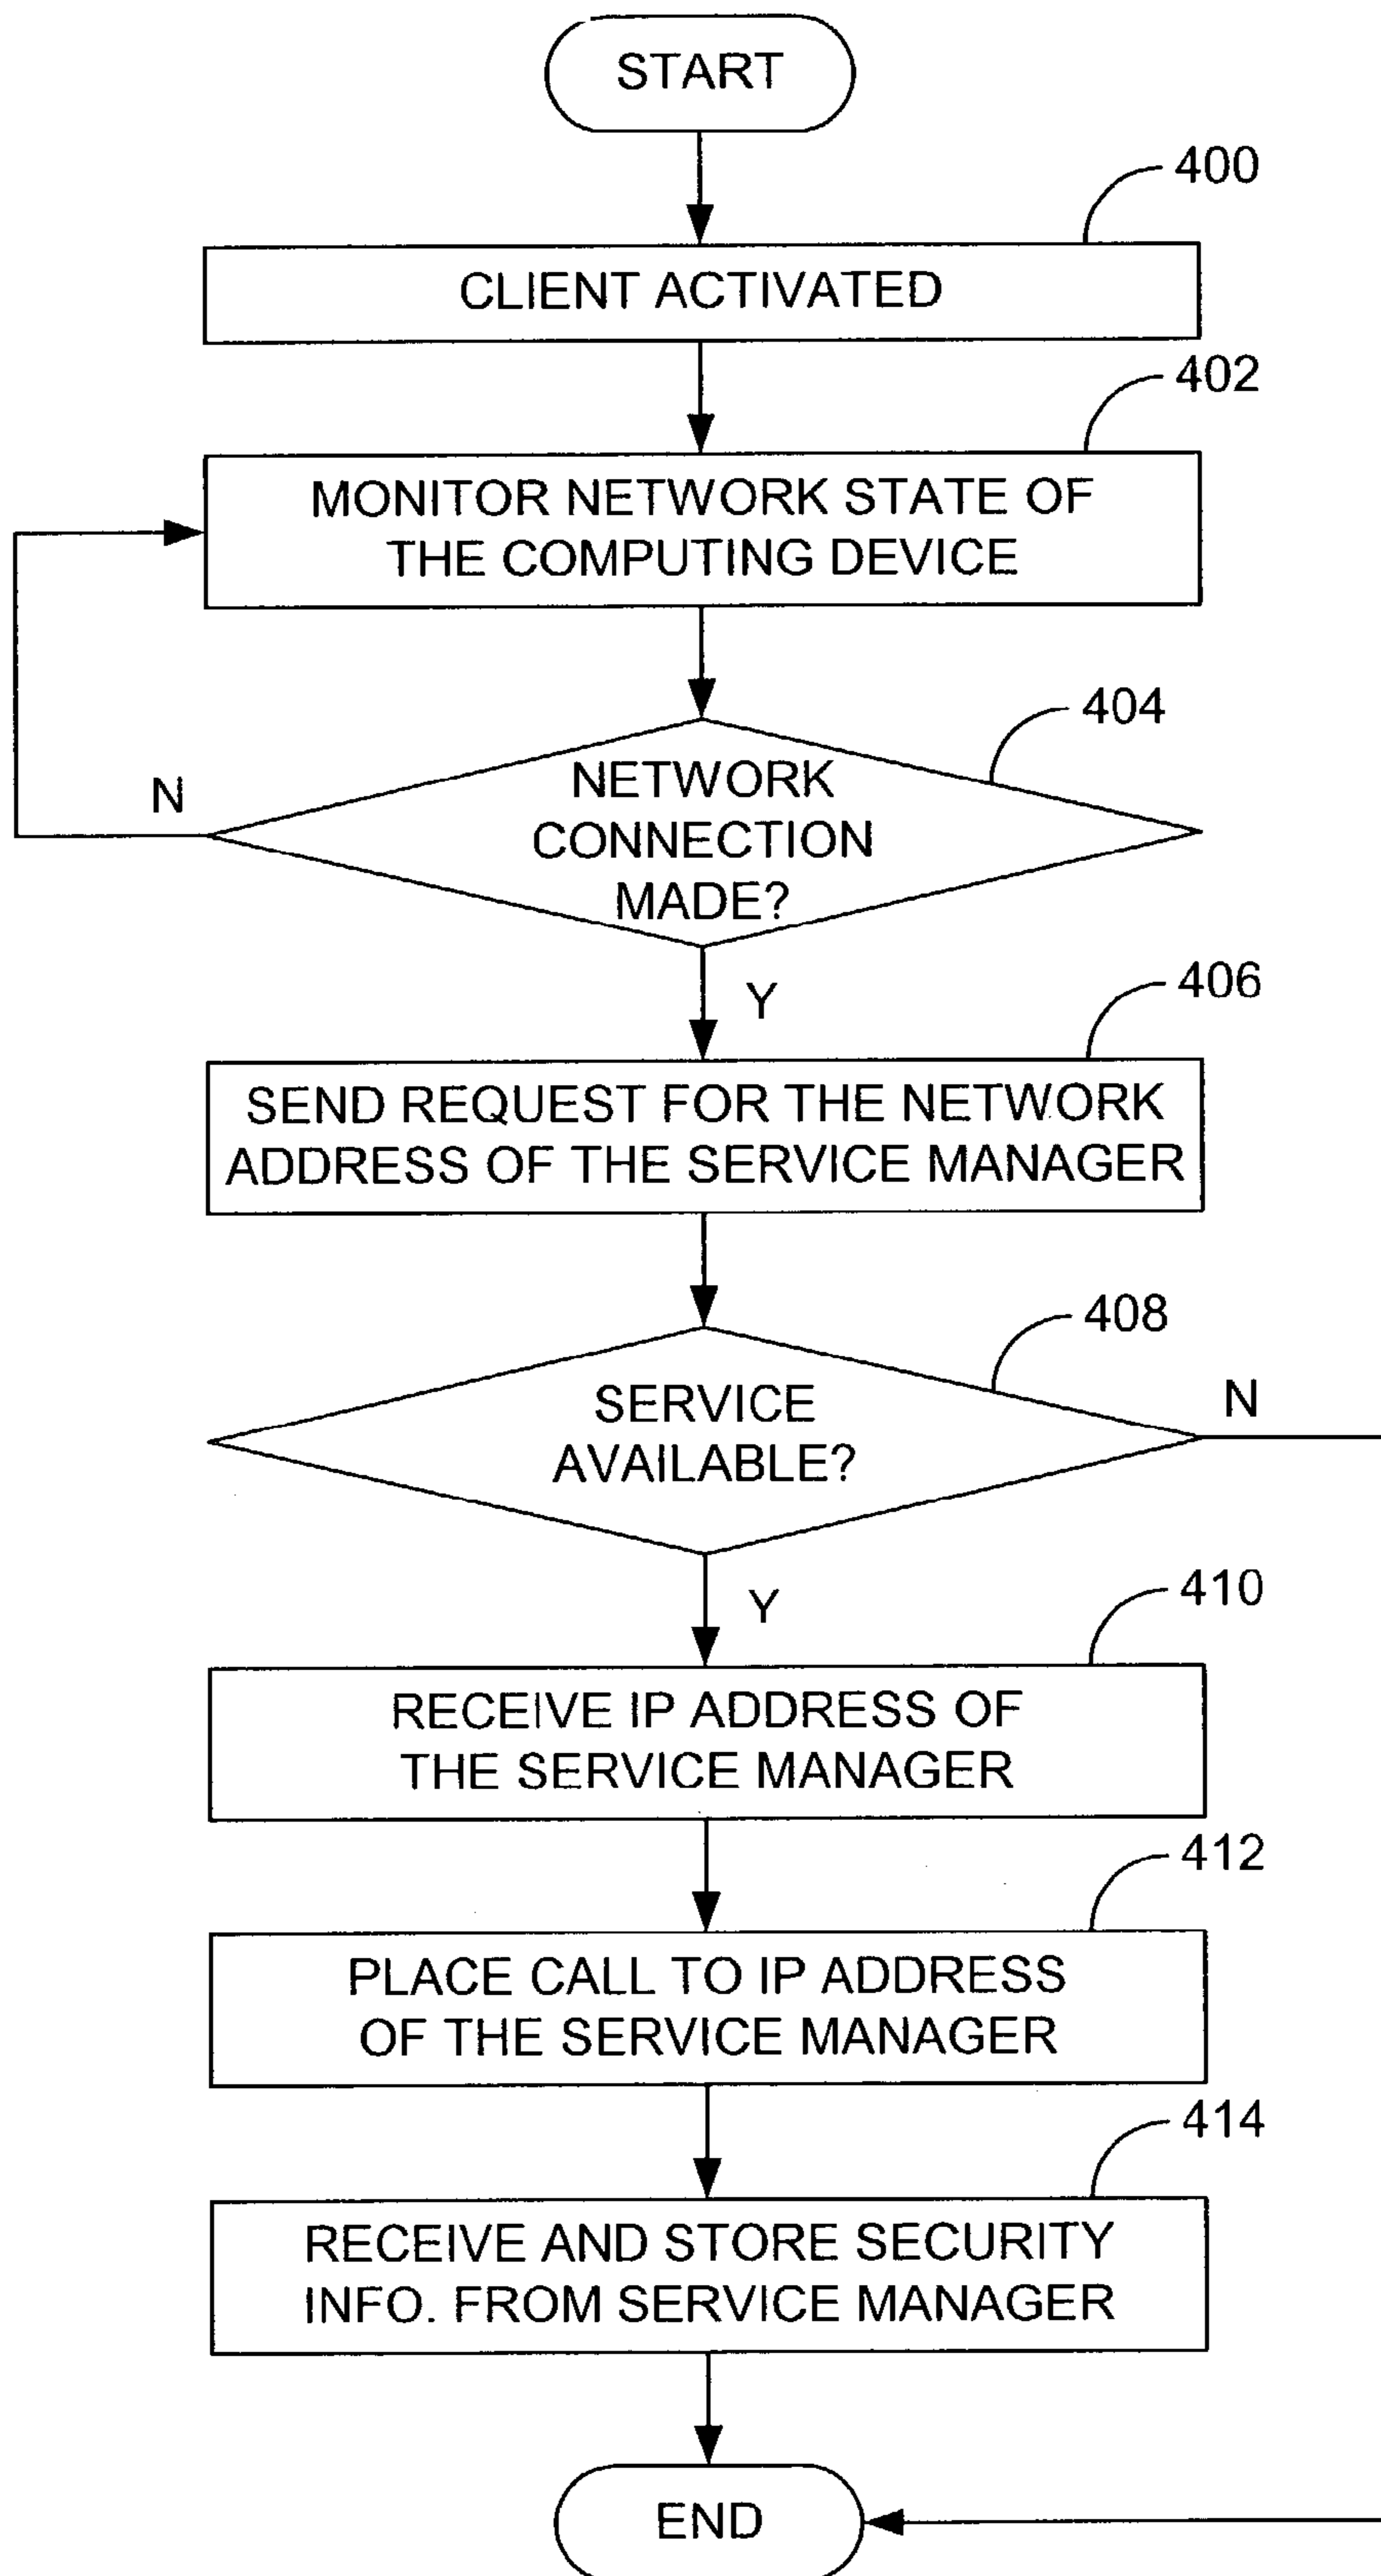 START
400
CLIENT ACTIVATED
402
MONITOR NETWORK STATE OF
THE COMPUTING DEVICE
404
NETWORK
CONNECTION
MADE?
N
Y
406
SEND REQUEST FOR THE NETWORK
ADDRESS OF THE SERVICE MANAGER
408
SERVICE
AVAILABLE?
N
Y
410
RECEIVE IP ADDRESS OF
THE SERVICE MANAGER
412
PLACE CALL TO IP ADDRESS
OF THE SERVICE MANAGER
414
RECEIVE AND STORE SECURITY
INFO. FROM SERVICE MANAGER
END